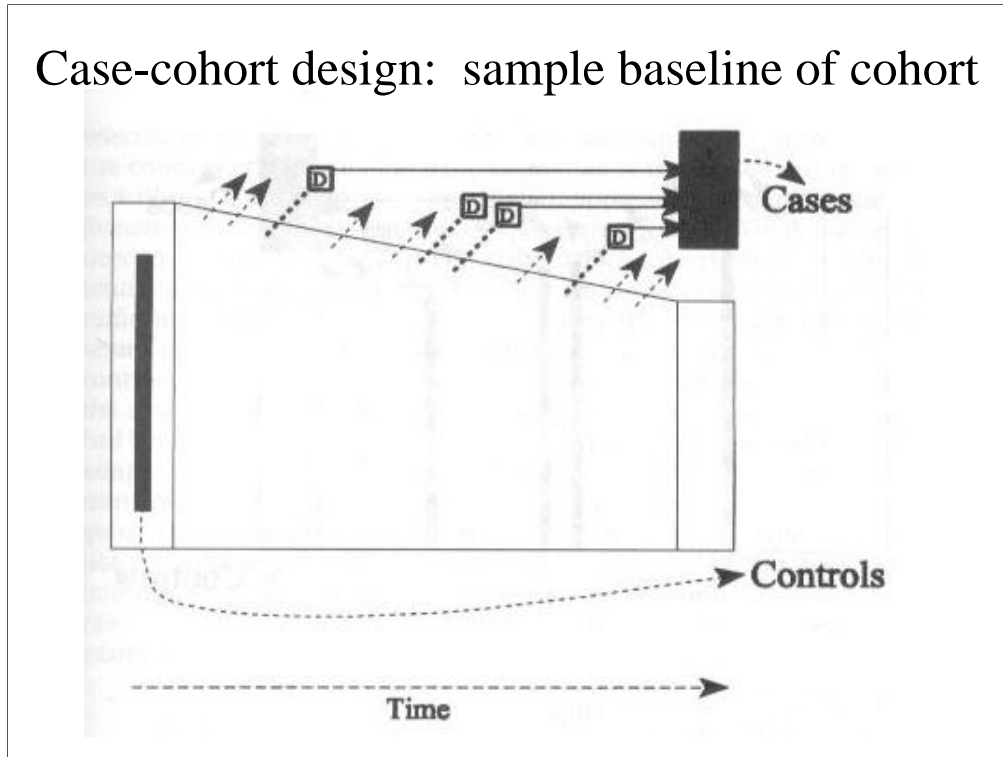 Case-cohort design: sample baseline of cohort
D
D
D
D
Cases
Controls
Time